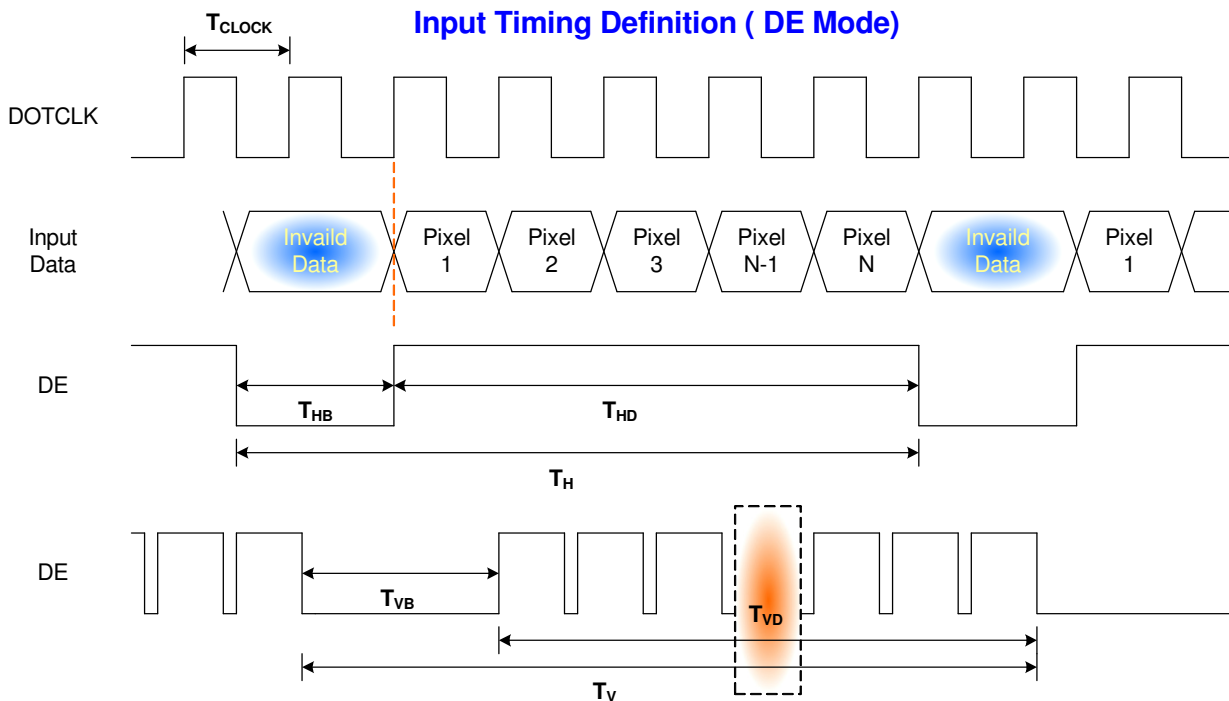 Input Timing Definition ( DE Mode)
TCLOCK
DOTCLK
Input
Data
Invaild
Data
Pixel
1
Pixel
2
Pixel
3
Pixel
N-1
Pixel
N
Invaild
Data
Pixel
1
DE
THB
THD
TH
DE
TVB
TVD
TV